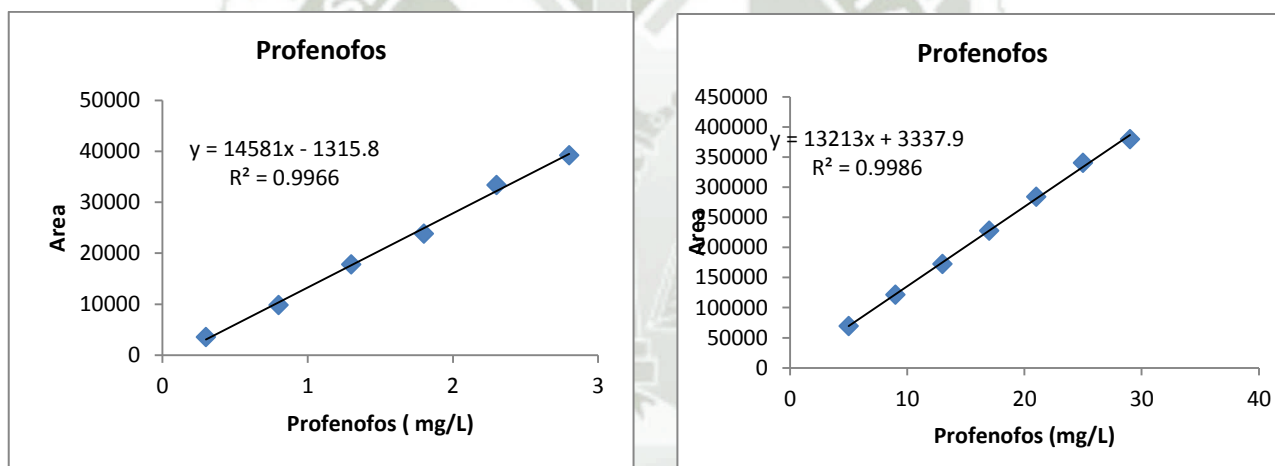 Profenofos
50000
40000
30000
20000
10000
0
y = 14581x - 1315.8
R² = 0.9966
Area
0 1 2 3
Profenofos ( mg/L)
Profenofos
450000
400000
350000
300000
250000
200000
150000
100000
50000
0
y = 13213x + 3337.9
R² = 0.9986
Area
0 10 20 30 40
Profenofos (mg/L)